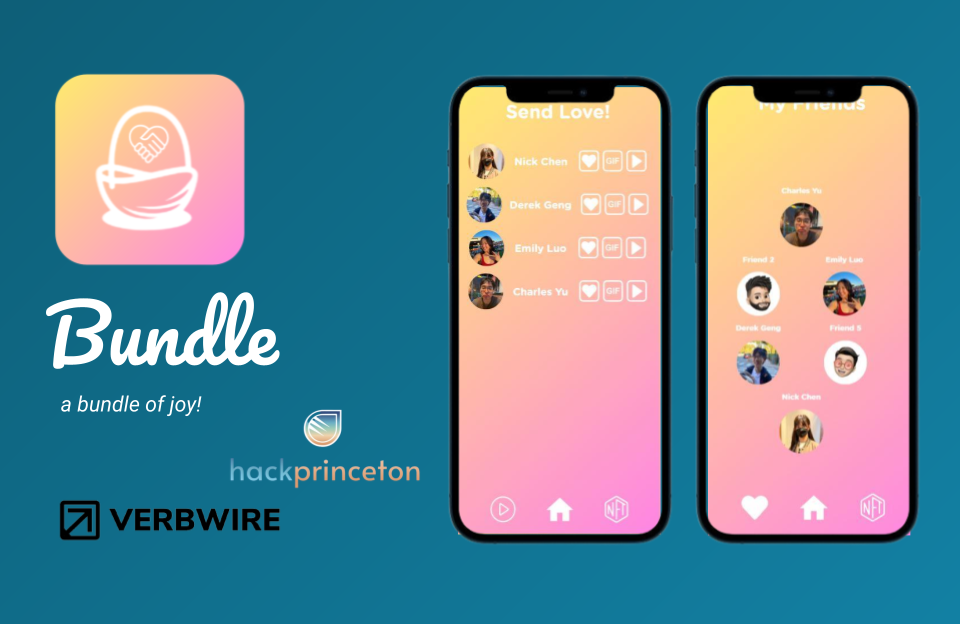 Bundle
a bundle of joy!
hackprinceton
VERBWIRE
Send Love!
Nick Chen
GIF
Derek Geng
GIF
Emily Luo
GIF
Charles Yu
GIF
NFT
My Friends
Charles Yu
Friend 2
Emily Luo
Derek Geng
Friend 5
Nick Chen
NFT